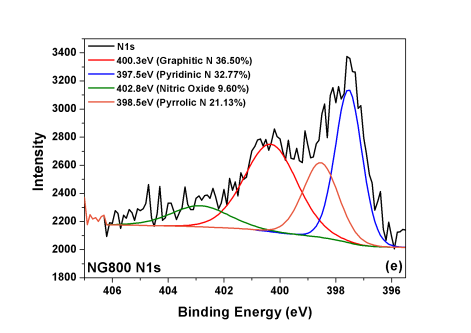 N1s
400.3eV (Graphitic N 36.50%)
397.5eV (Pyridinic N 32.77%)
402.8eV (Nitric Oxide 9.60%)
398.5eV (Pyrrolic N 21.13%)
3400
3200
3000
2800
2600
2400
2200
2000
1800
Intensity
NG800 N1s
(e)
406 404 402 400 398 396
Binding Energy (eV)